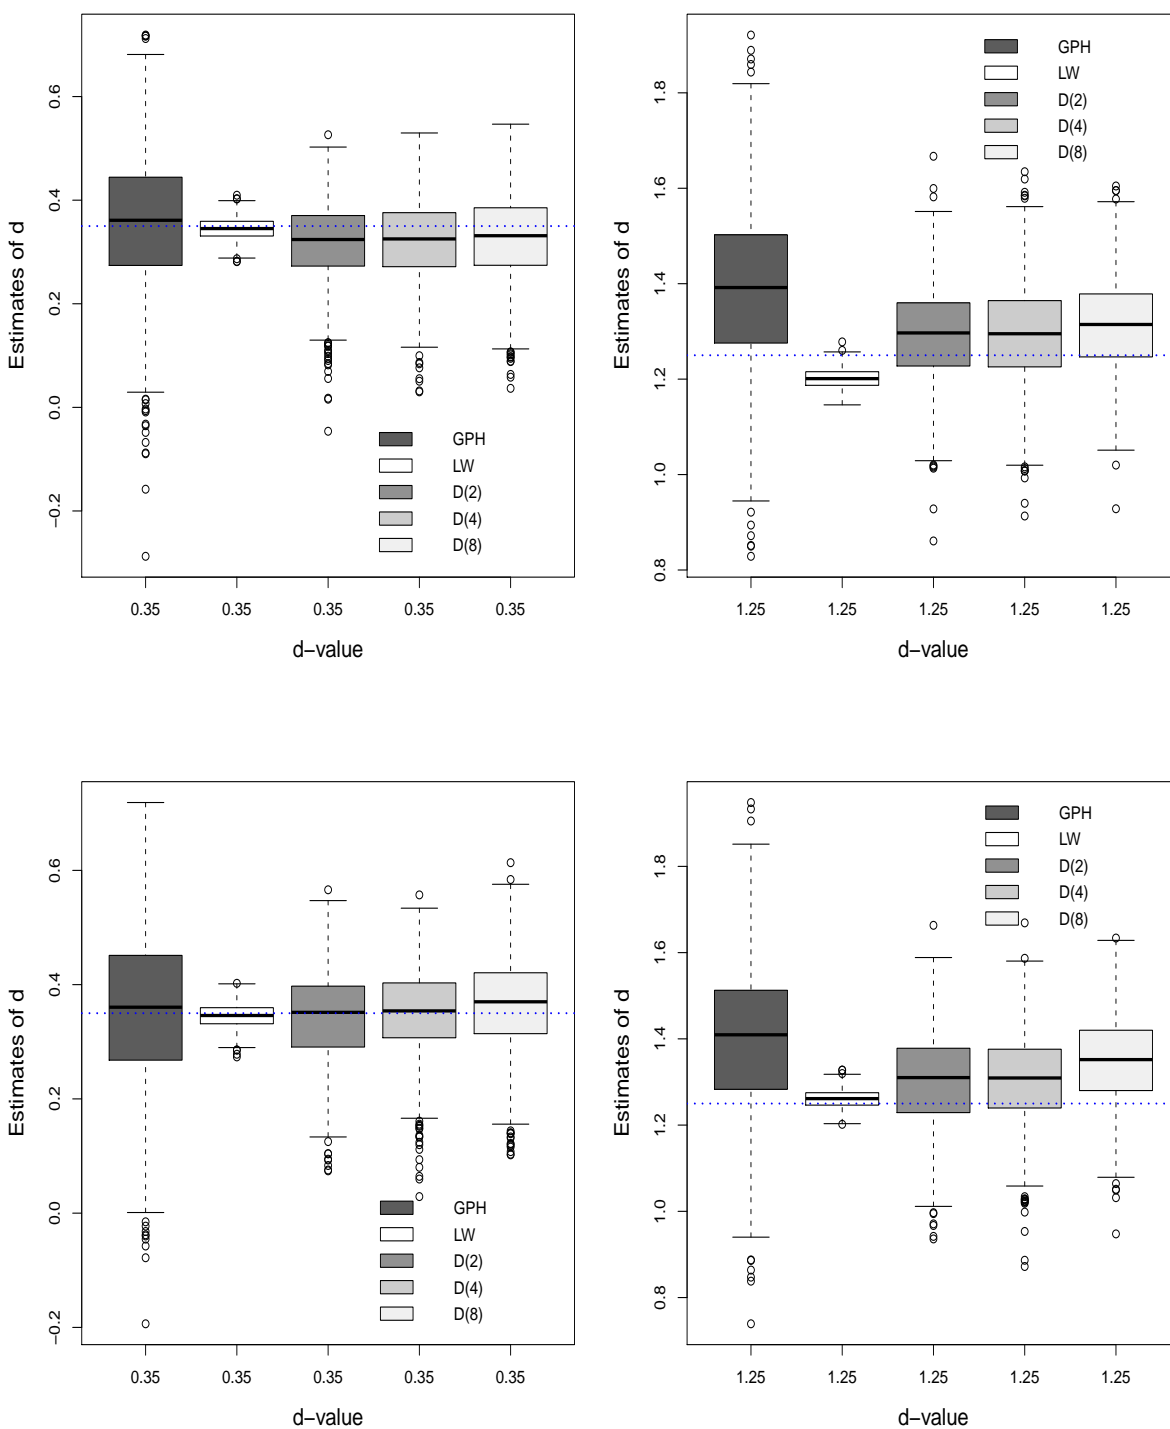 Estimates of d
0.6
0.4
0.2
0.0
−0.2
GPH
LW
D(2)
D(4)
D(8)
0.35 0.35 0.35 0.35 0.35
d−value
Estimates of d
1.8
1.6
1.4
1.2
1.0
0.8
GPH
LW
D(2)
D(4)
D(8)
1.25 1.25 1.25 1.25 1.25
d−value
Estimates of d
0.6
0.4
0.2
0.0
−0.2
GPH
LW
D(2)
D(4)
D(8)
0.35 0.35 0.35 0.35 0.35
d−value
Estimates of d
1.8
1.6
1.4
1.2
1.0
0.8
GPH
LW
D(2)
D(4)
D(8)
1.25 1.25 1.25 1.25 1.25
d−value